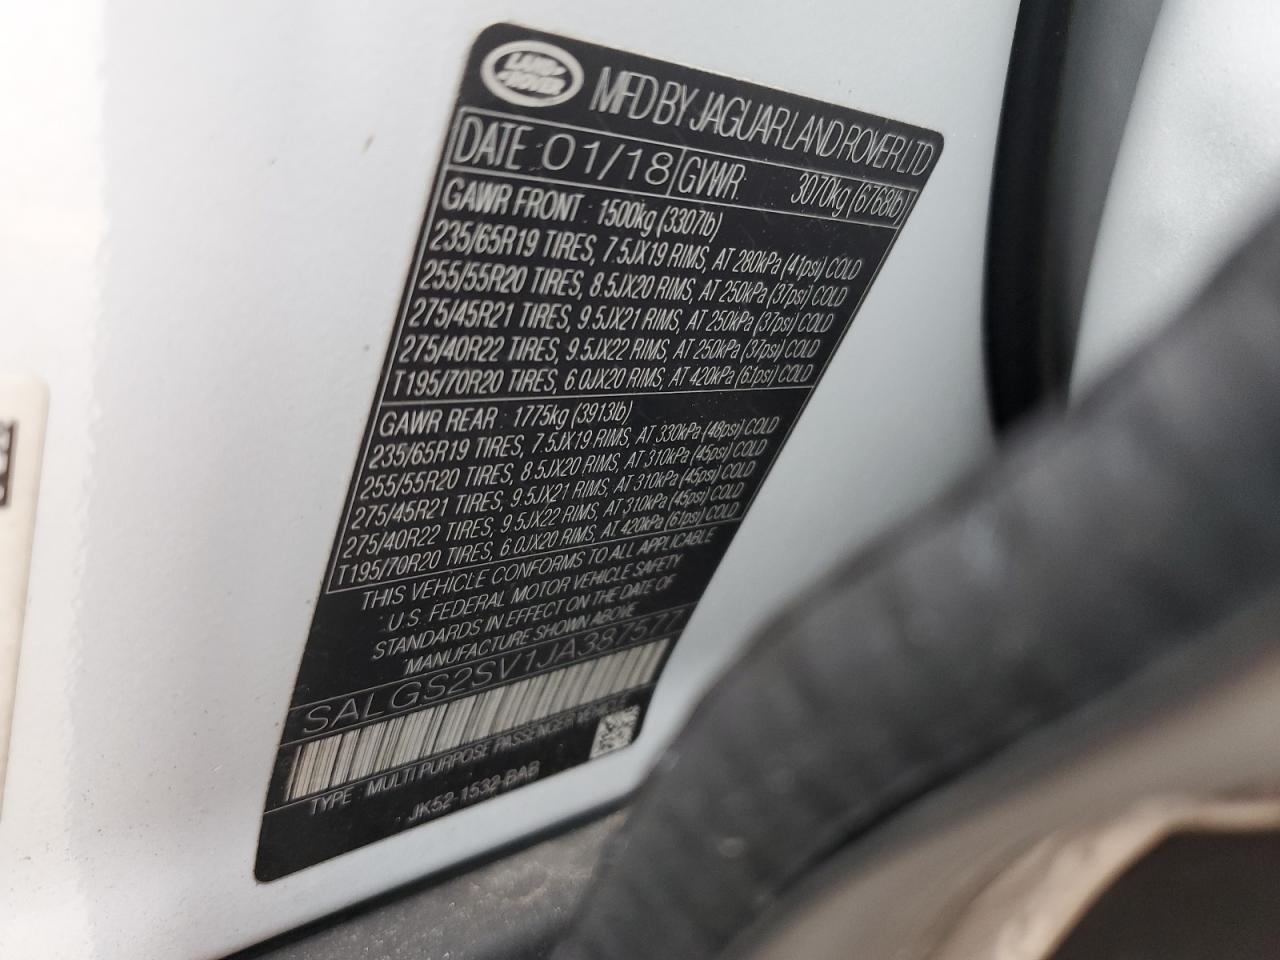 LAND ROVER
MFD BY JAGUAR LAND ROVER LTD
DATE : 01/18 GVWR: 3070kg (6768lb)
GAWR FRONT : 1500kg (3307lb)
235/65R19 TIRES, 7.5JX19 RIMS, AT 280kPa (41psi) COLD
255/55R20 TIRES, 8.5JX20 RIMS, AT 250kPa (37psi) COLD
275/45R21 TIRES, 9.5JX21 RIMS, AT 250kPa (37psi) COLD
275/40R22 TIRES, 9.5JX22 RIMS, AT 250kPa (37psi) COLD
T195/70R20 TIRES, 6.0JX20 RIMS, AT 420kPa (61psi) COLD
GAWR REAR : 1775kg (3913lb)
235/65R19 TIRES, 7.5JX19 RIMS, AT 330kPa (48psi) COLD
255/55R20 TIRES, 8.5JX20 RIMS, AT 310kPa (45psi) COLD
275/45R21 TIRES, 9.5JX21 RIMS, AT 310kPa (45psi) COLD
275/40R22 TIRES, 9.5JX22 RIMS, AT 310kPa (45psi) COLD
T195/70R20 TIRES, 6.0JX20 RIMS, AT 420kPa (61psi) COLD
THIS VEHICLE CONFORMS TO ALL APPLICABLE
U.S. FEDERAL MOTOR VEHICLE SAFETY
STANDARDS IN EFFECT ON THE DATE OF
MANUFACTURE SHOWN ABOVE
SALGS2SV1JA387577
TYPE : MULTI PURPOSE PASSENGER VEHICLE
JK52-1532-BAB